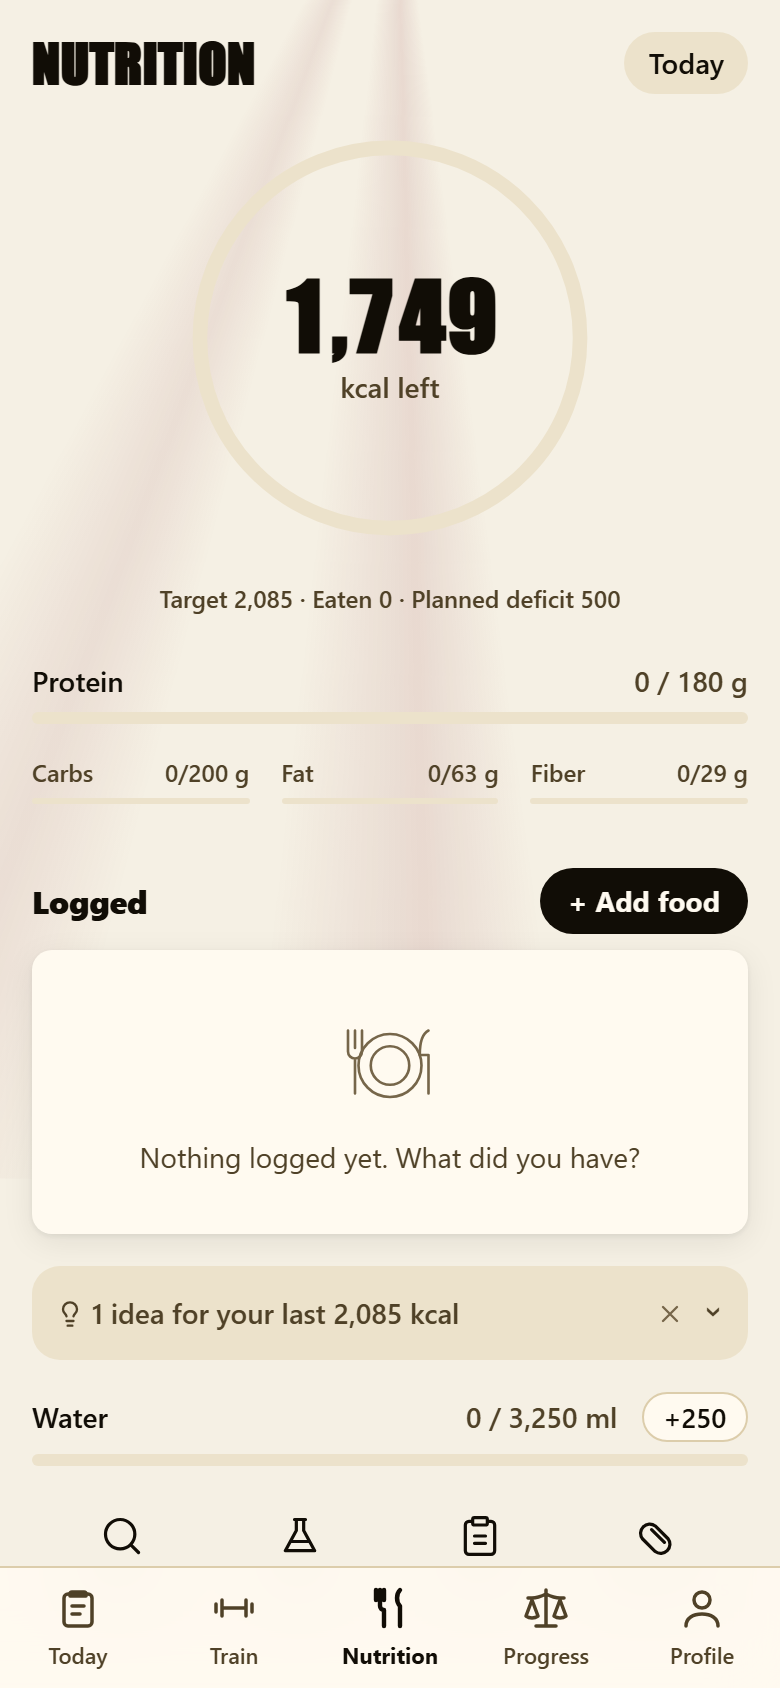 NUTRITION
Today
1,749
kcal left
Target 2,085 · Eaten 0 · Planned deficit 500
Protein 0 / 180 g
Carbs 0/200 g Fat 0/63 g Fiber 0/29 g
Logged + Add food
Nothing logged yet. What did you have?
1 idea for your last 2,085 kcal
Water 0 / 3,250 ml +250
Today Train Nutrition Progress Profile